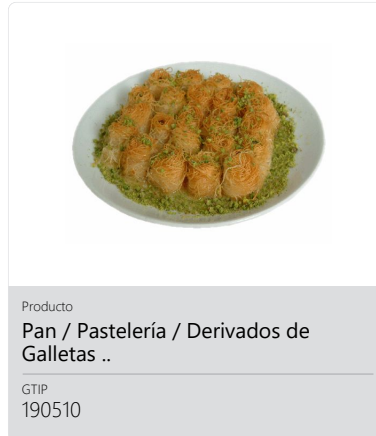 Producto
Pan / Pastelería / Derivados de
Galletas ..
GTIP
190510